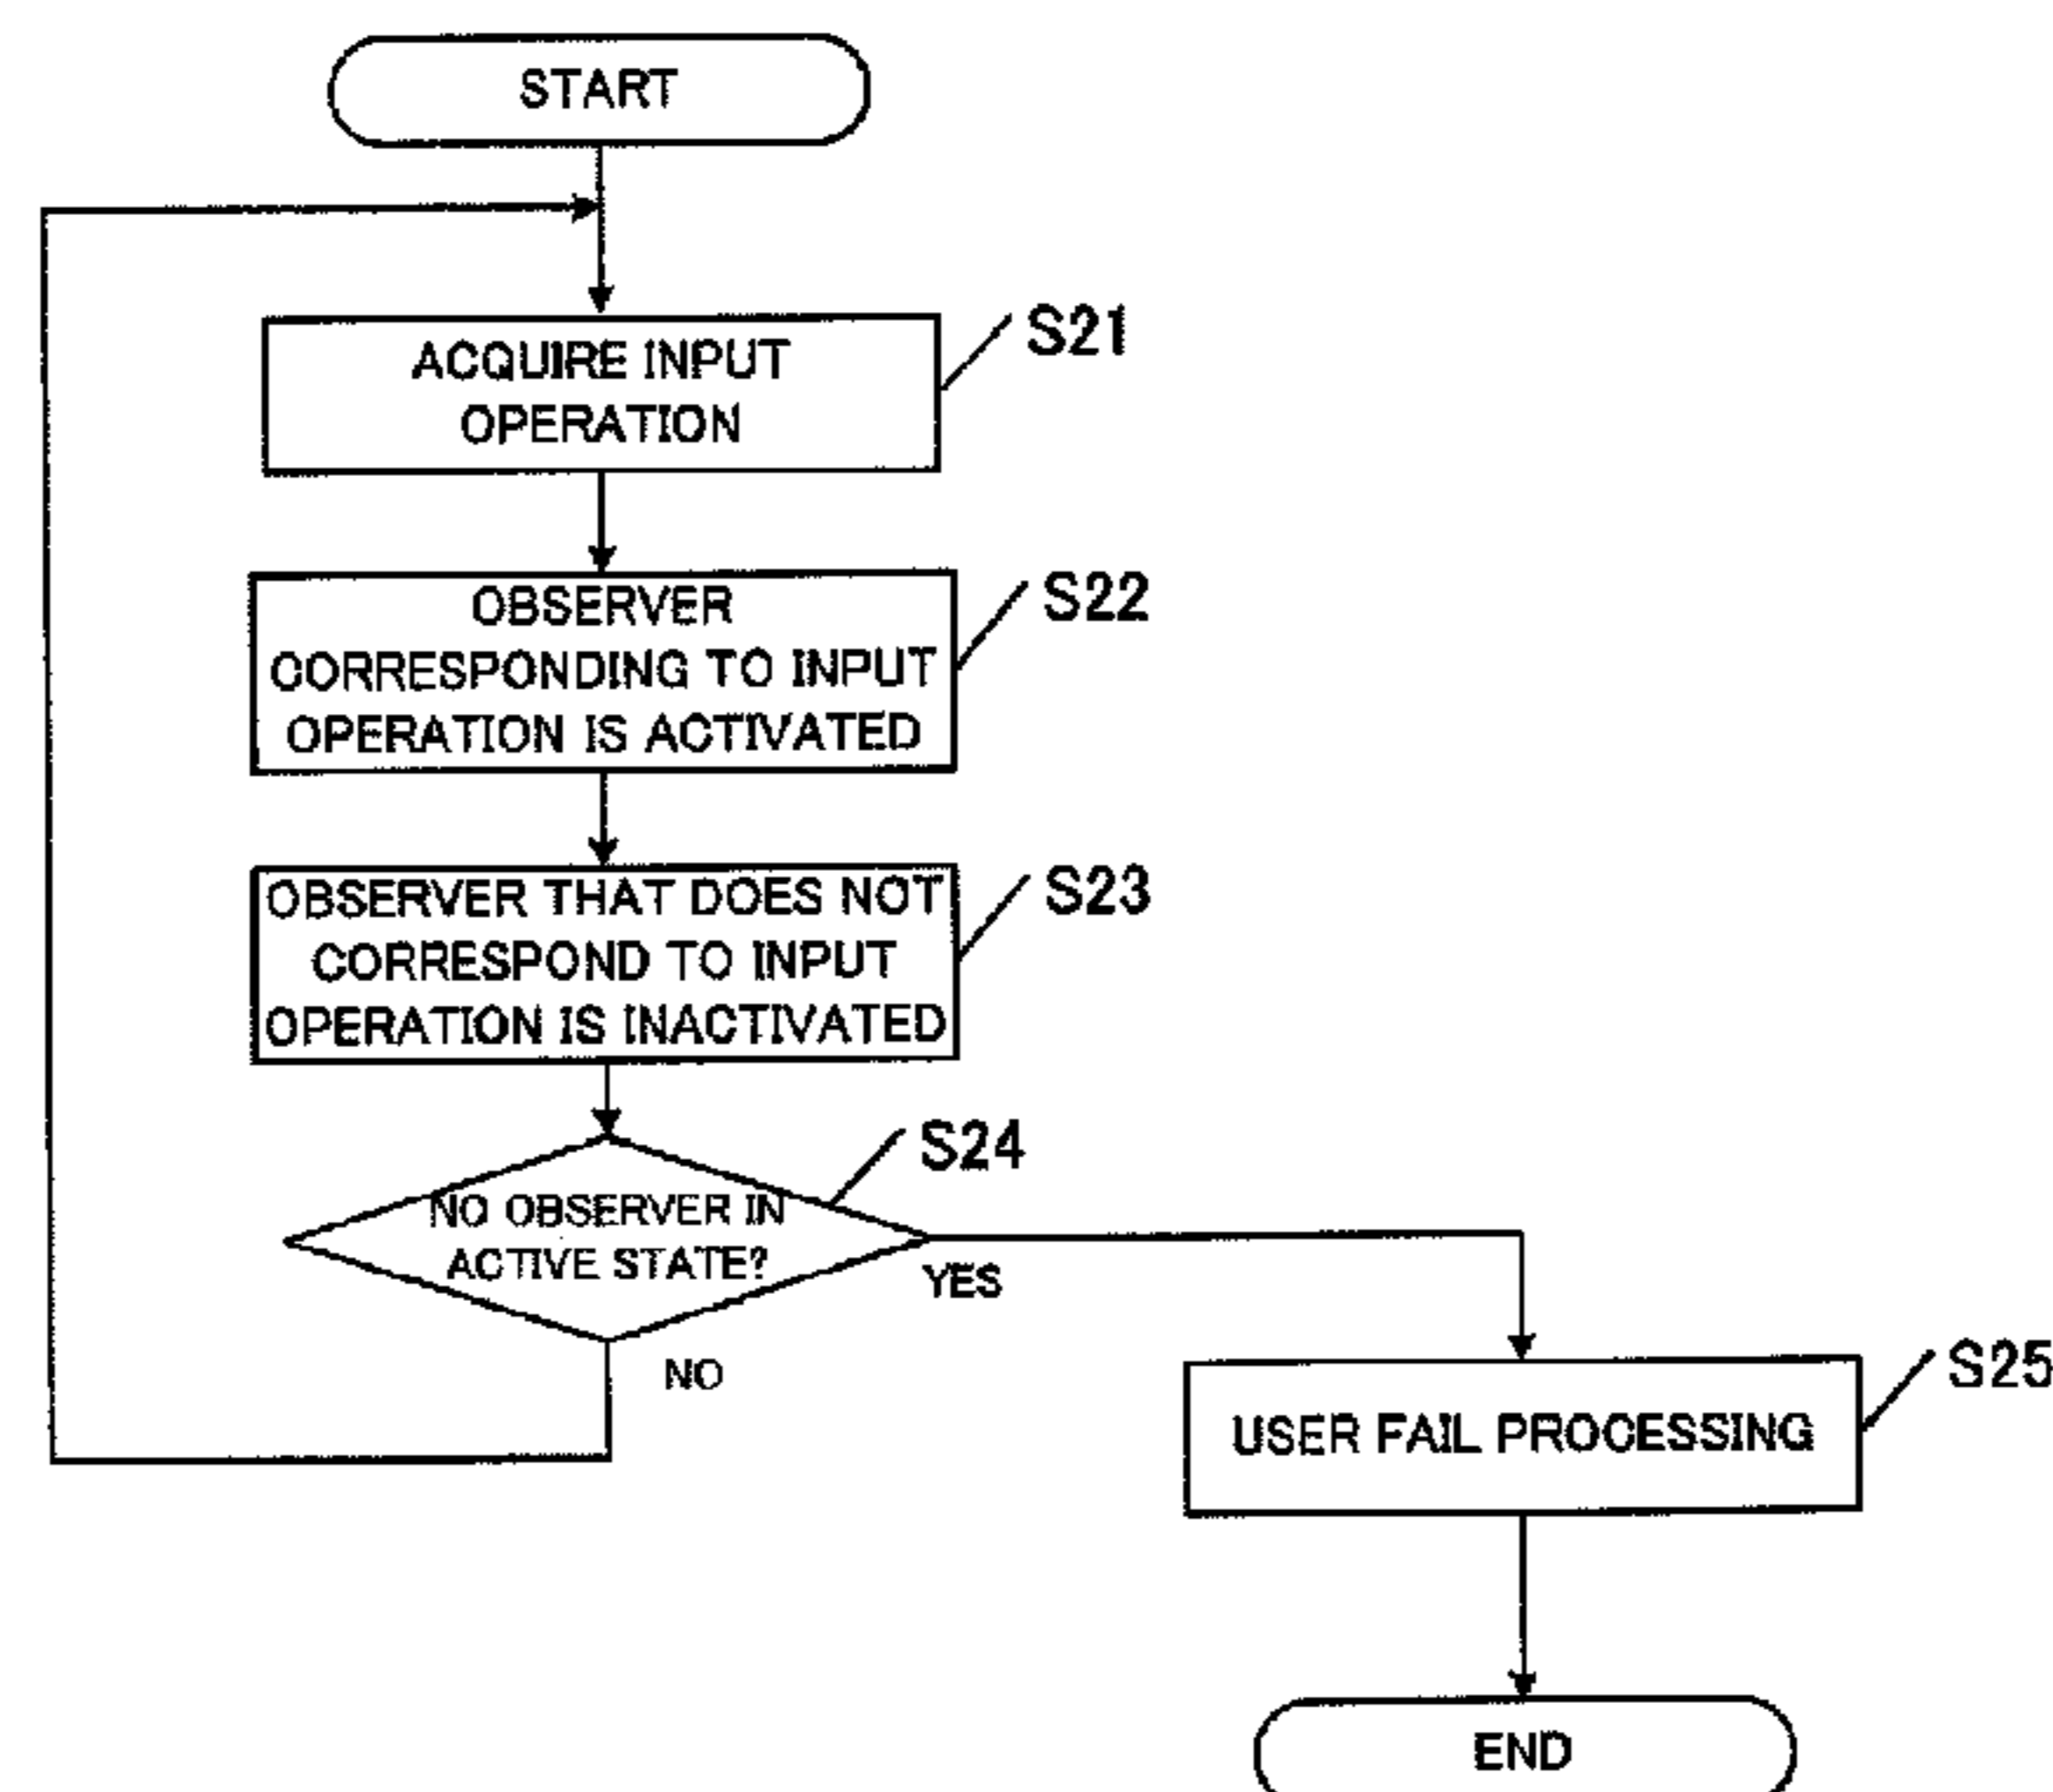 START
ACQUIRE INPUT
OPERATION
S21
OBSERVER
CORRESPONDING TO INPUT
OPERATION IS ACTIVATED
S22
OBSERVER THAT DOES NOT
CORRESPOND TO INPUT
OPERATION IS INACTIVATED
S23
NO OBSERVER IN
ACTIVE STATE?
S24
YES
NO
USER FAIL PROCESSING
S25
END